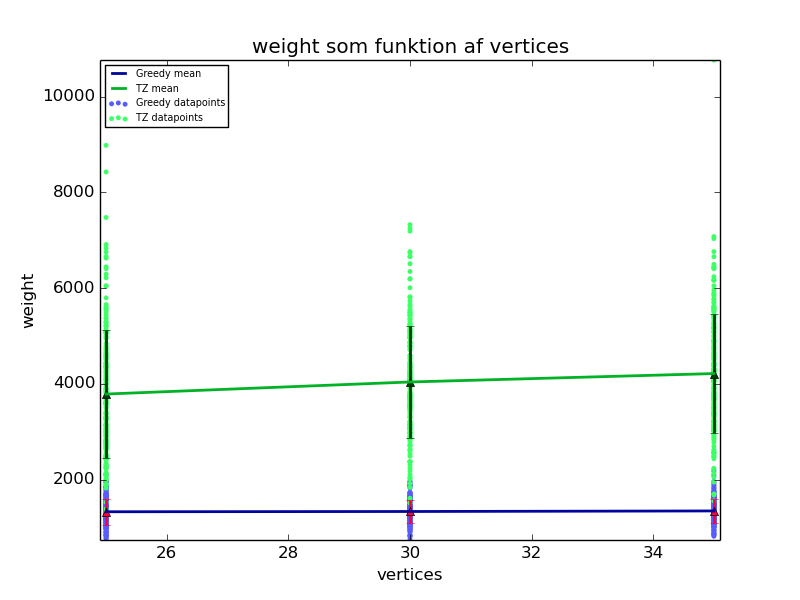 weight som funktion af vertices
Greedy mean
TZ mean
Greedy datapoints
TZ datapoints
10000
8000
6000
4000
2000
weight
26 28 30 32 34
vertices